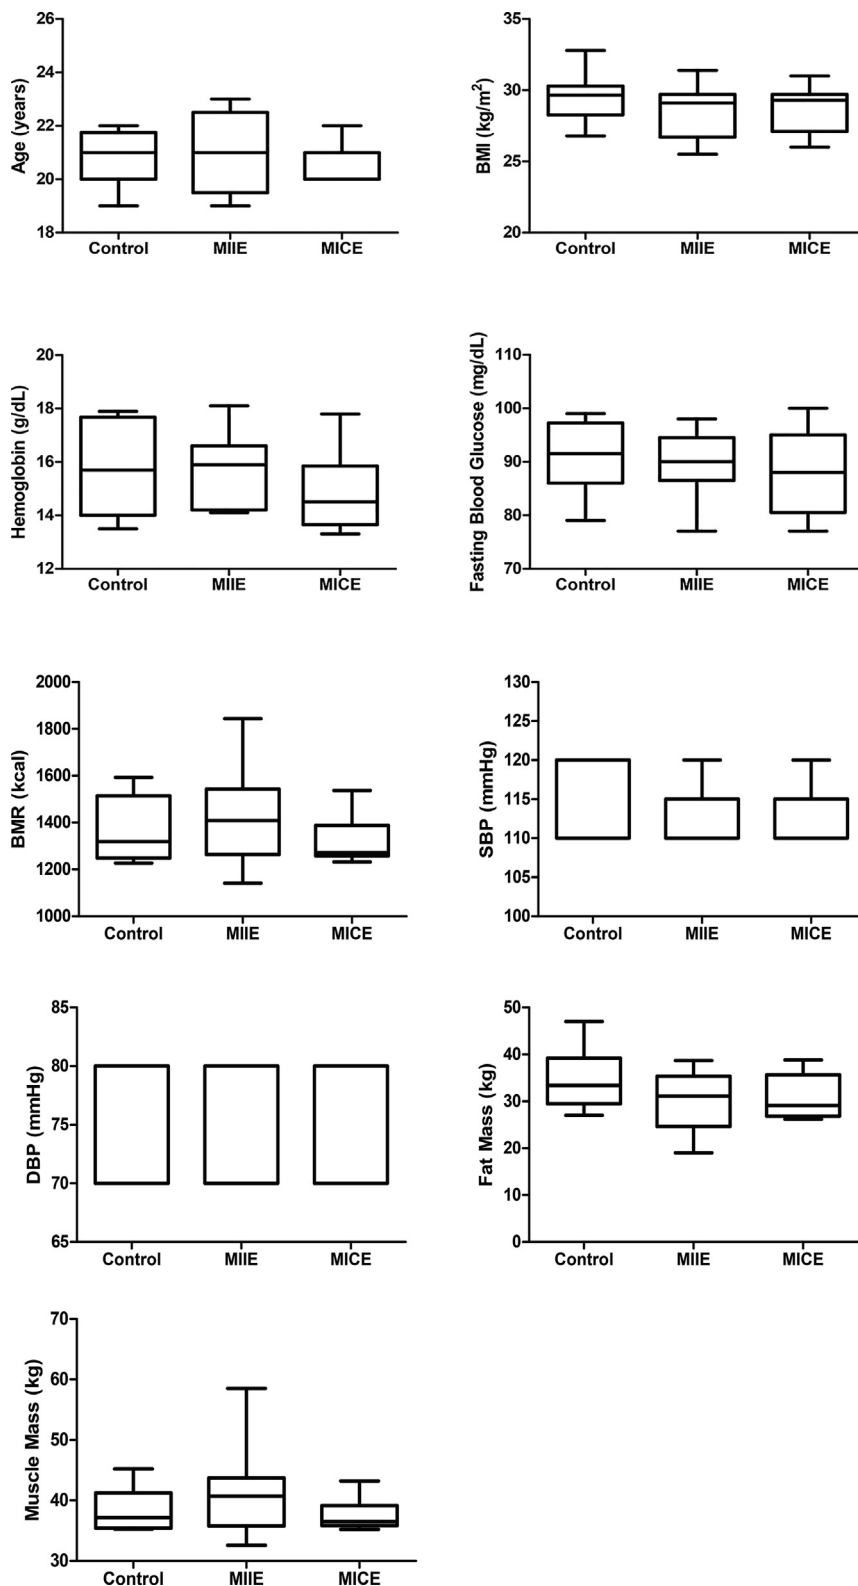 Age (years)
26
24
22
20
18
Control MIIE MICE
BMI (kg/m²)
35
30
25
20
Control MIIE MICE
Hemoglobin (g/dL)
20
18
16
14
12
Control MIIE MICE
Fasting Blood Glucose (mg/dL)
110
100
90
80
70
Control MIIE MICE
BMR (kcal)
2000
1800
1600
1400
1200
1000
Control MIIE MICE
SBP (mmHg)
130
125
120
115
110
105
100
Control MIIE MICE
DBP (mmHg)
85
80
75
70
65
Control MIIE MICE
Fat Mass (kg)
50
40
30
20
10
0
Control MIIE MICE
Muscle Mass (kg)
70
60
50
40
30
Control MIIE MICE